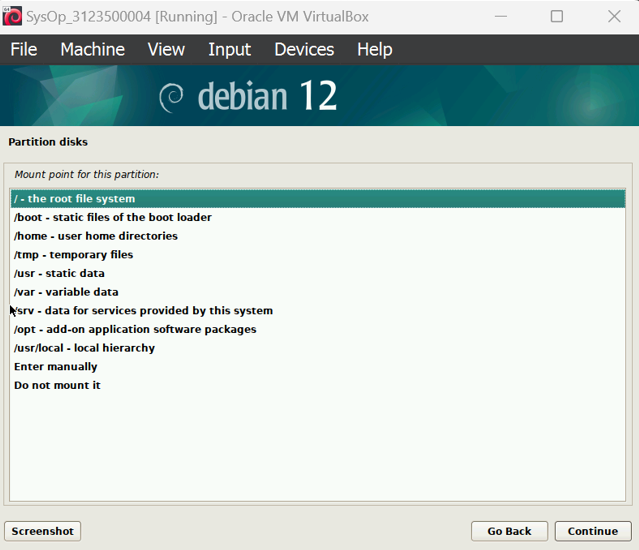 SysOp_3123500004 [Running] - Oracle VM VirtualBox
File Machine View Input Devices Help
debian 12
Partition disks
Mount point for this partition:
/ - the root file system
/boot - static files of the boot loader
/home - user home directories
/tmp - temporary files
/usr - static data
/var - variable data
/srv - data for services provided by this system
/opt - add-on application software packages
/usr/local - local hierarchy
Enter manually
Do not mount it
Screenshot Go Back Continue